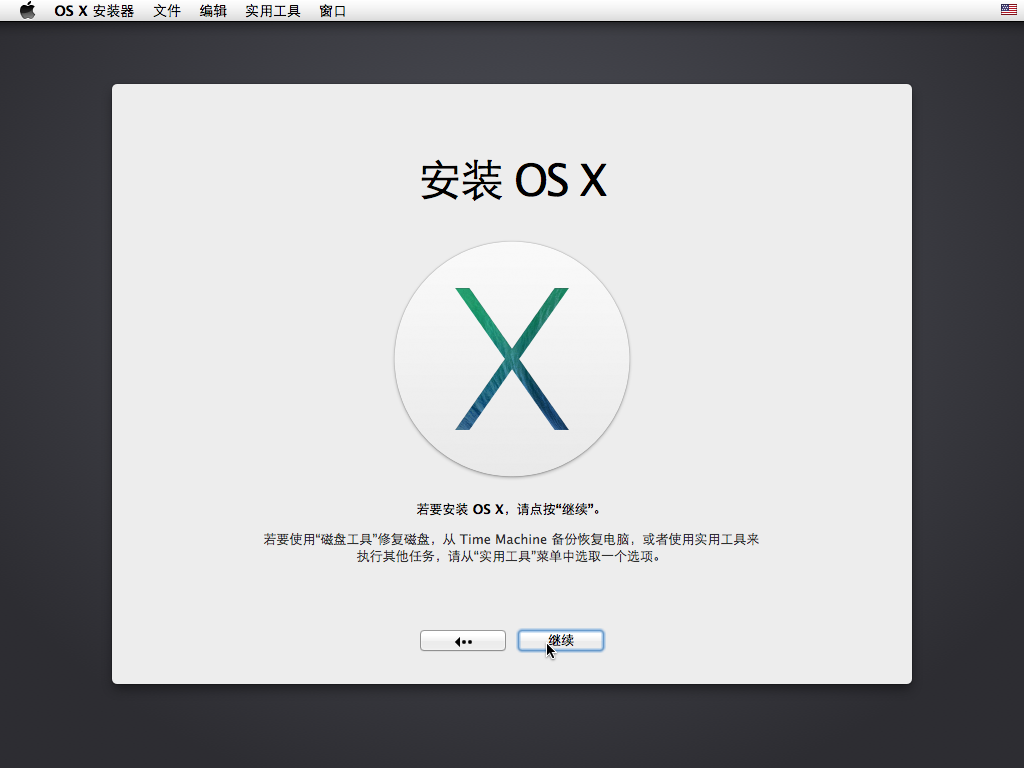 OS X 安装器 文件 编辑 实用工具 窗口
安装 OS X
若要安装 OS X，请点按“继续”。
若要使用“磁盘工具”修复磁盘，从 Time Machine 备份恢复电脑，或者使用实用工具来
执行其他任务，请从“实用工具”菜单中选取一个选项。
继续